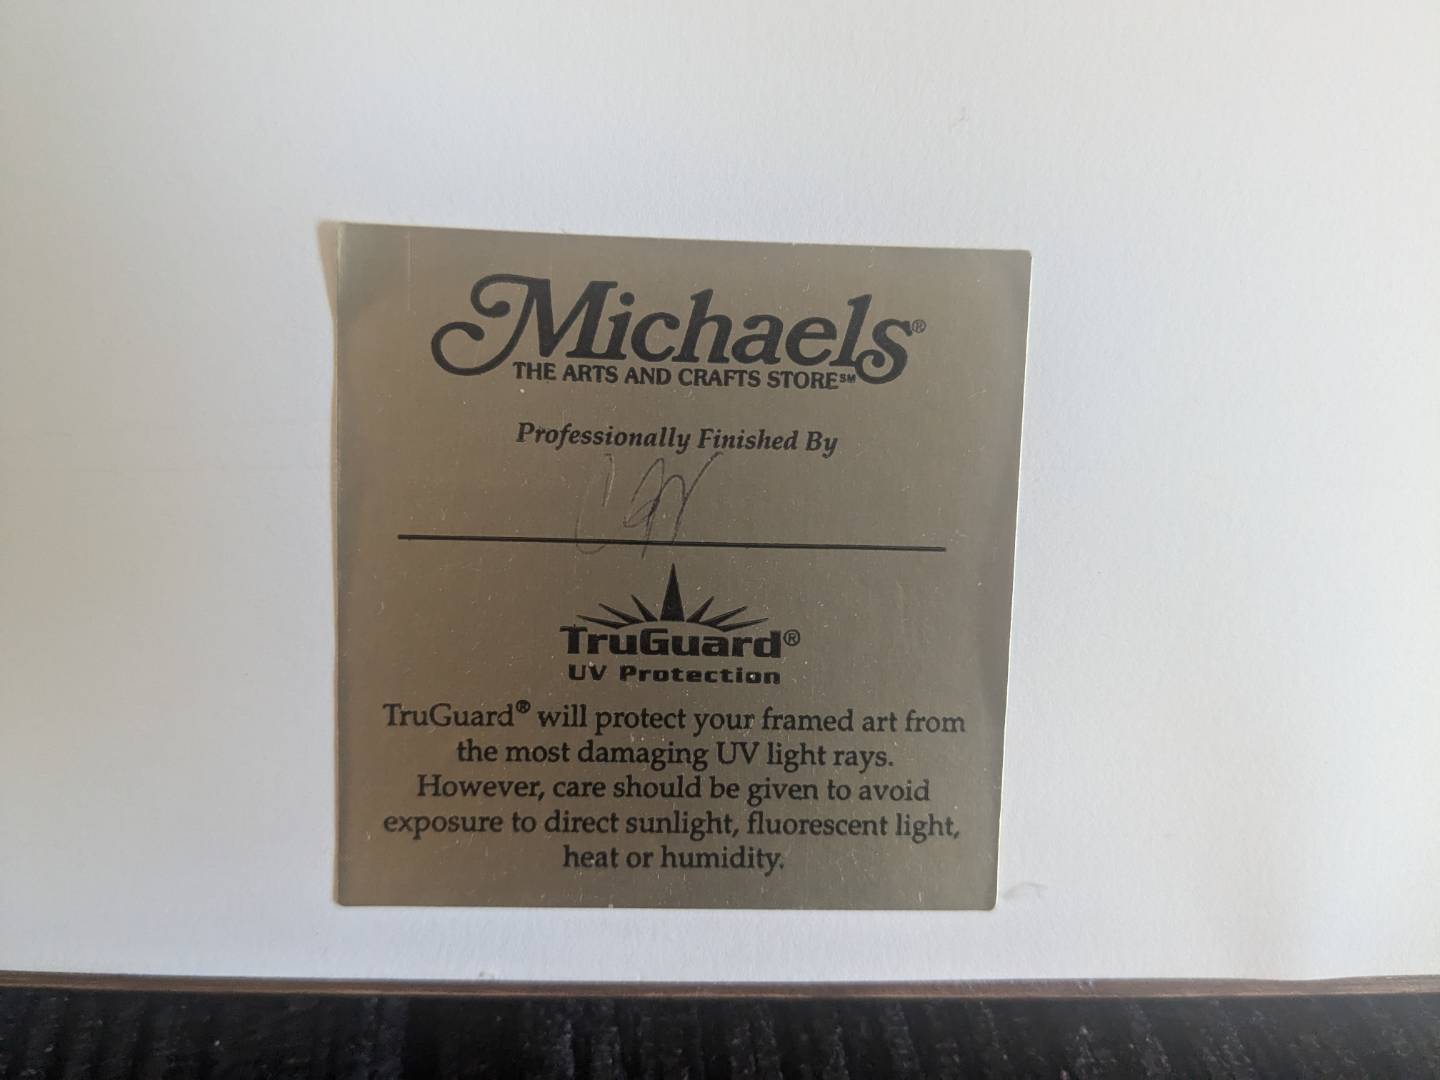 Michaels®
THE ARTS AND CRAFTS STORE℠
Professionally Finished By
TruGuard®
UV Protection
TruGuard® will protect your framed art from
the most damaging UV light rays.
However, care should be given to avoid
exposure to direct sunlight, fluorescent light,
heat or humidity.